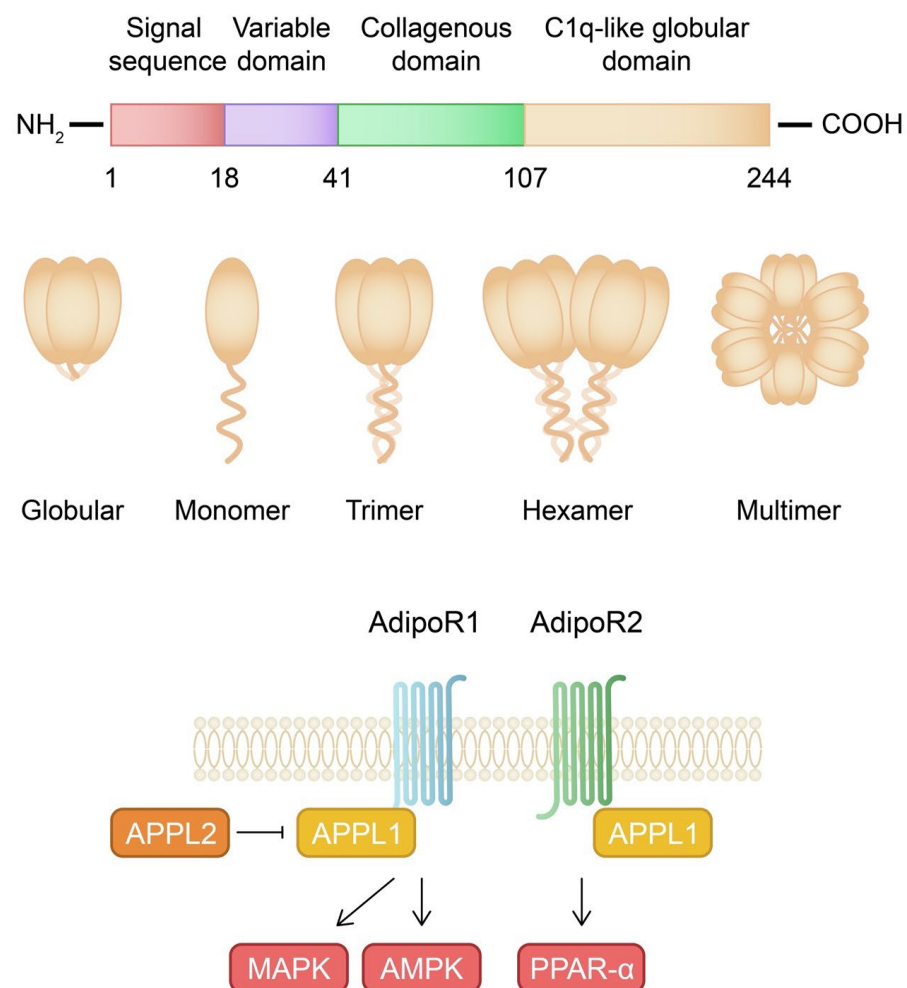 Signal sequence
Variable domain
Collagenous domain
C1q-like globular domain
NH2
COOH
1 18 41 107 244
Globular Monomer Trimer Hexamer Multimer
AdipoR1 AdipoR2
APPL2 APPL1 APPL1
MAPK AMPK PPAR-α